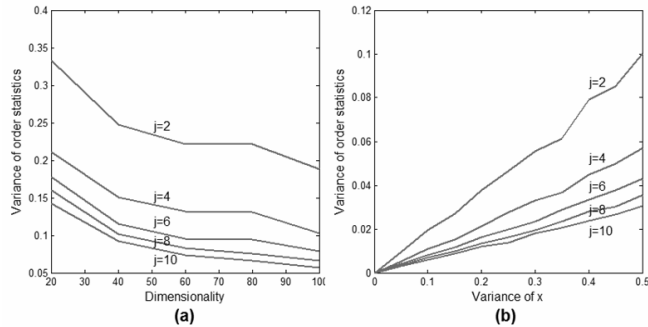 0.4
0.35
0.3
0.25
0.2
0.15
0.1
0.05
Variance of order statistics
j=2
j=4
j=6
j=8
j=10
20 30 40 50 60 70 80 90 100
Dimensionality
(a)
0.12
0.1
0.08
0.06
0.04
0.02
0
Variance of order statistics
j=2
j=4
j=6
j=8
j=10
0 0.1 0.2 0.3 0.4 0.5
Variance of x
(b)